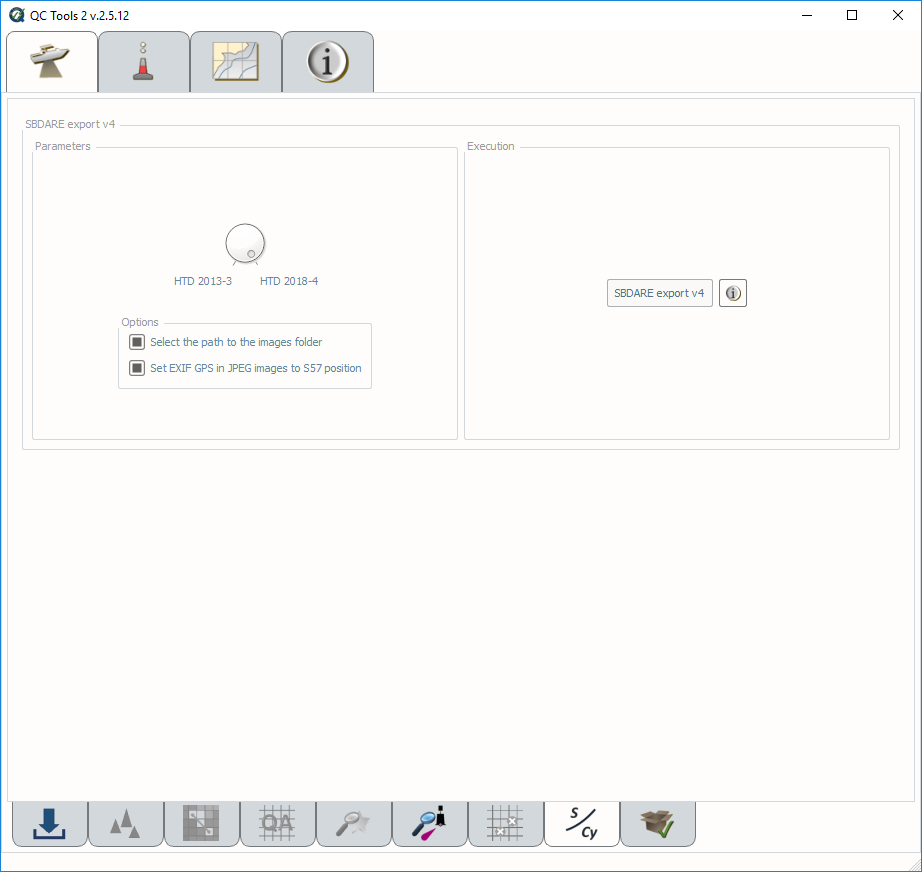 QC Tools 2 v.2.5.12
i
SBDARE export v4
Parameters
Execution
HTD 2013-3 HTD 2018-4
SBDARE export v4 i
Options
Select the path to the images folder
Set EXIF GPS in JPEG images to S57 position
QA
S/Cy